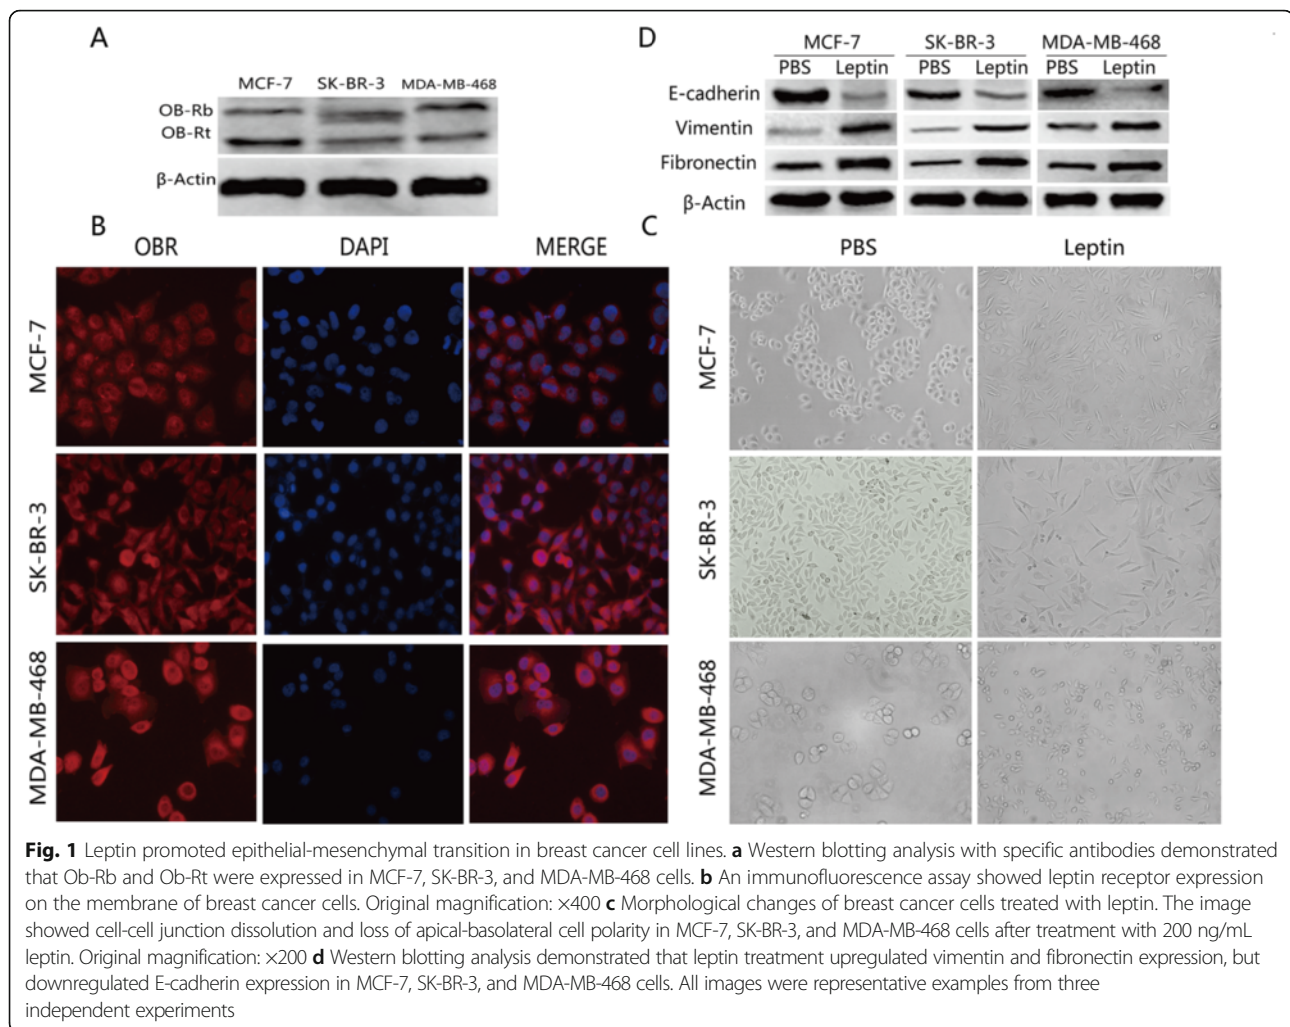 A
MCF-7 SK-BR-3 MDA-MB-468
OB-Rb
OB-Rt
β-Actin
D
MCF-7 SK-BR-3 MDA-MB-468
PBS Leptin PBS Leptin PBS Leptin
E-cadherin
Vimentin
Fibronectin
β-Actin
B
OBR DAPI MERGE
MCF-7
SK-BR-3
MDA-MB-468
C
PBS Leptin
MCF-7
SK-BR-3
MDA-MB-468
Fig. 1 Leptin promoted epithelial-mesenchymal transition in breast cancer cell lines. a Western blotting analysis with specific antibodies demonstrated
that Ob-Rb and Ob-Rt were expressed in MCF-7, SK-BR-3, and MDA-MB-468 cells. b An immunofluorescence assay showed leptin receptor expression
on the membrane of breast cancer cells. Original magnification: ×400 c Morphological changes of breast cancer cells treated with leptin. The image
showed cell-cell junction dissolution and loss of apical-basolateral cell polarity in MCF-7, SK-BR-3, and MDA-MB-468 cells after treatment with 200 ng/mL
leptin. Original magnification: ×200 d Western blotting analysis demonstrated that leptin treatment upregulated vimentin and fibronectin expression, but
downregulated E-cadherin expression in MCF-7, SK-BR-3, and MDA-MB-468 cells. All images were representative examples from three
independent experiments